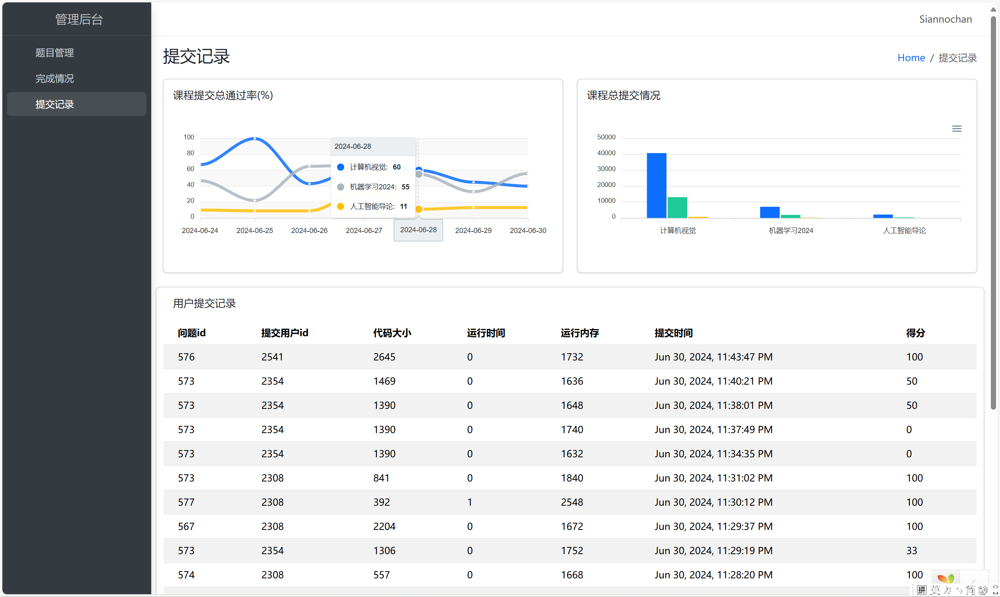 管理后台
Siannochan
题目管理
完成情况
提交记录
提交记录
Home / 提交记录
课程提交总通过率(%)
100
80
60
40
20
0
2024-06-28
计算机视觉: 60
机器学习2024: 55
人工智能导论: 11
2024-06-24 2024-06-25 2024-06-26 2024-06-27 2024-06-28 2024-06-29 2024-06-30
课程总提交情况
50000
40000
30000
20000
10000
0
计算机视觉 机器学习2024 人工智能导论
用户提交记录
问题id 提交用户id 代码大小 运行时间 运行内存 提交时间 得分
576 2541 2645 0 1732 Jun 30, 2024, 11:43:47 PM 100
573 2354 1469 0 1636 Jun 30, 2024, 11:40:21 PM 50
573 2354 1390 0 1648 Jun 30, 2024, 11:38:01 PM 50
573 2354 1390 0 1740 Jun 30, 2024, 11:37:49 PM 0
573 2354 1390 0 1632 Jun 30, 2024, 11:34:35 PM 0
573 2308 841 0 1840 Jun 30, 2024, 11:31:02 PM 100
577 2308 392 1 2548 Jun 30, 2024, 11:30:12 PM 100
567 2308 2204 0 1672 Jun 30, 2024, 11:29:37 PM 100
573 2354 1306 0 1752 Jun 30, 2024, 11:29:19 PM 33
574 2308 557 0 1668 Jun 30, 2024, 11:28:20 PM 100
拼 英 简